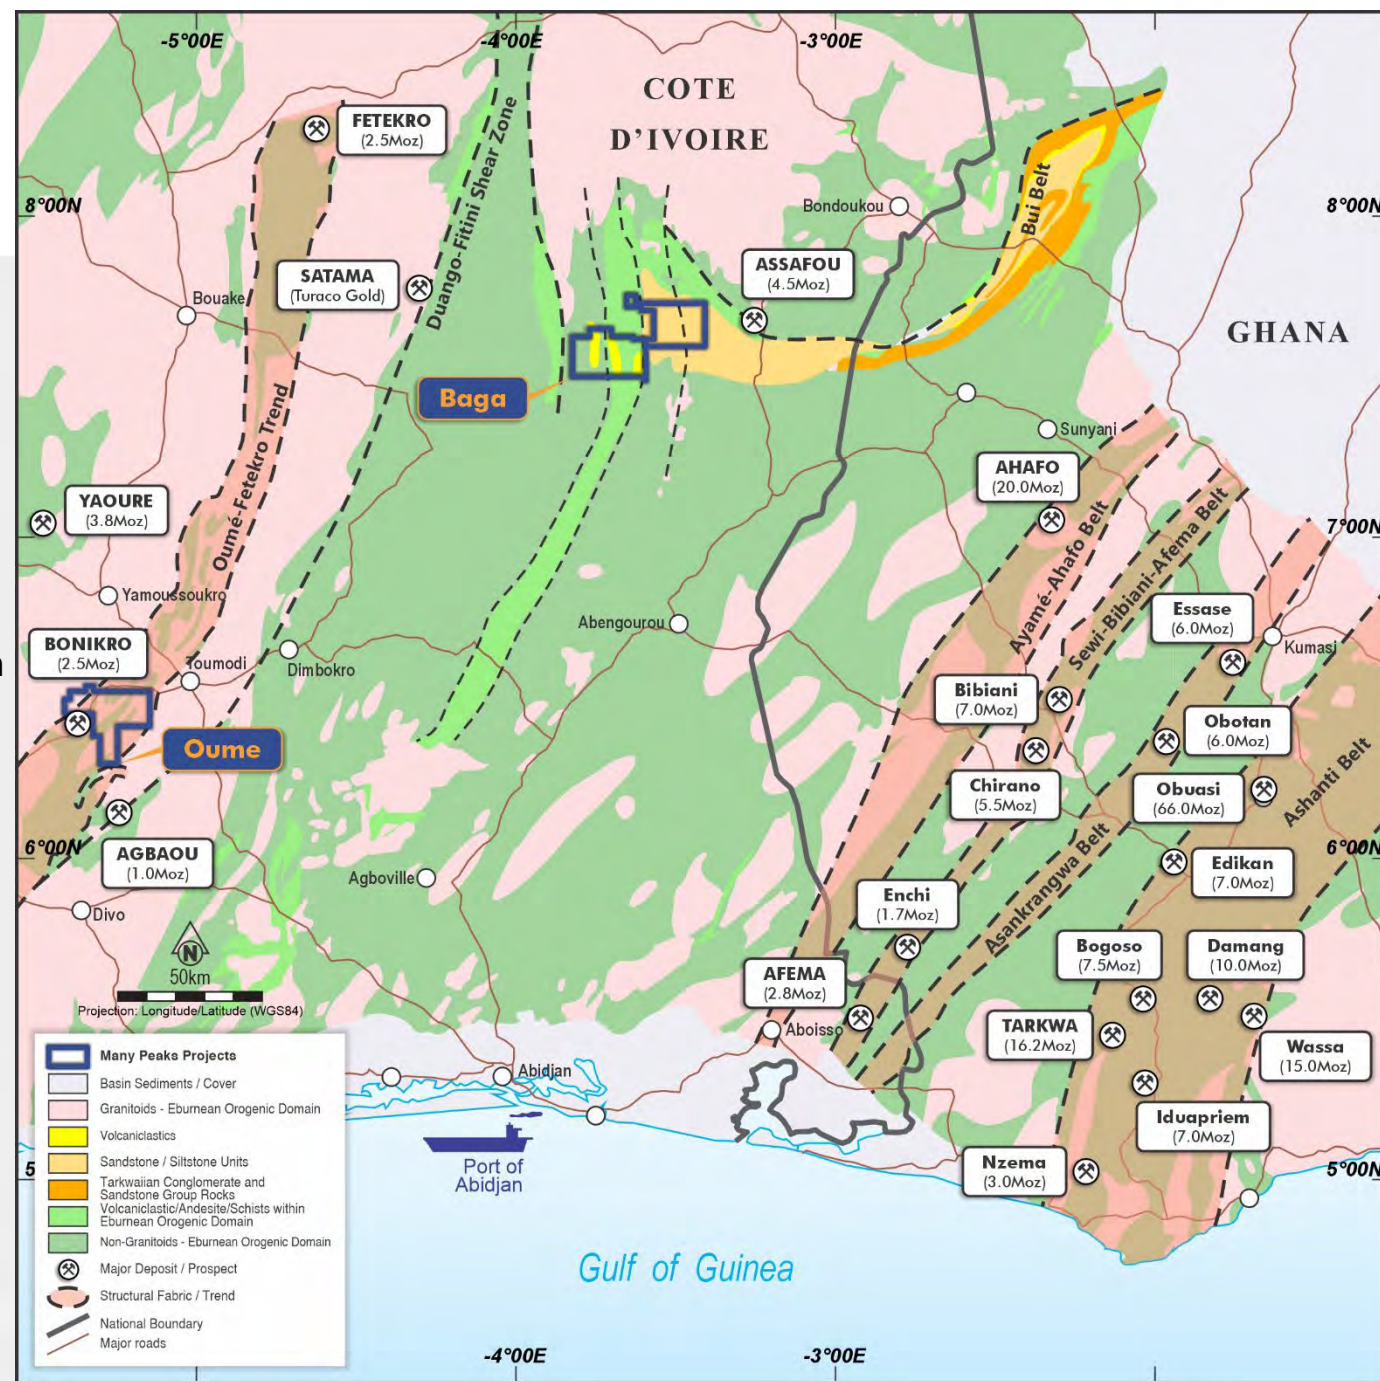 -5°00E
-4°00E
-3°00E
COTE
D'IVOIRE
FETEKRO
(2.5Moz)
Duango-Fitini Shear Zone
8°00N
8°00N
Bondoukou
Bui Belt
SATAMA
(Turaco Gold)
ASSAFOU
(4.5Moz)
Bouake
GHANA
Baga
Oumé-Fetekro Trend
Sunyani
AHAFO
(20.0Moz)
YAOURE
(3.8Moz)
7°00N
Ayamé-Ahafo Belt
Sewi-Bibiani-Afema Belt
Yamoussoukro
Essase
(6.0Moz)
Abengourou
Kumasi
BONIKRO
(2.5Moz)
Toumodi
Dimbokro
Bibiani
(7.0Moz)
Obotan
(6.0Moz)
Oume
Chirano
(5.5Moz)
Obuasi
(66.0Moz)
Ashanti Belt
6°00N
6°00N
AGBAOU
(1.0Moz)
Asankrangwa Belt
Edikan
(7.0Moz)
Agboville
Enchi
(1.7Moz)
Divo
N
50km
Projection: Longitude/Latitude (WGS84)
Bogoso
(7.5Moz)
Damang
(10.0Moz)
AFEMA
(2.8Moz)
Aboisso
TARKWA
(16.2Moz)
Wassa
(15.0Moz)
Abidjan
Iduapriem
(7.0Moz)
Port of
Abidjan
Nzema
(3.0Moz)
5°00N
Gulf of Guinea
Many Peaks Projects
Basin Sediments / Cover
Granitoids - Eburnean Orogenic Domain
Volcaniclastics
Sandstone / Siltstone Units
Tarkwaiian Conglomerate and
Sandstone Group Rocks
Volcaniclastic/Andesite/Schists within
Eburnean Orogenic Domain
Non-Granitoids - Eburnean Orogenic Domain
Major Deposit / Prospect
Structural Fabric / Trend
National Boundary
Major roads
-4°00E
-3°00E